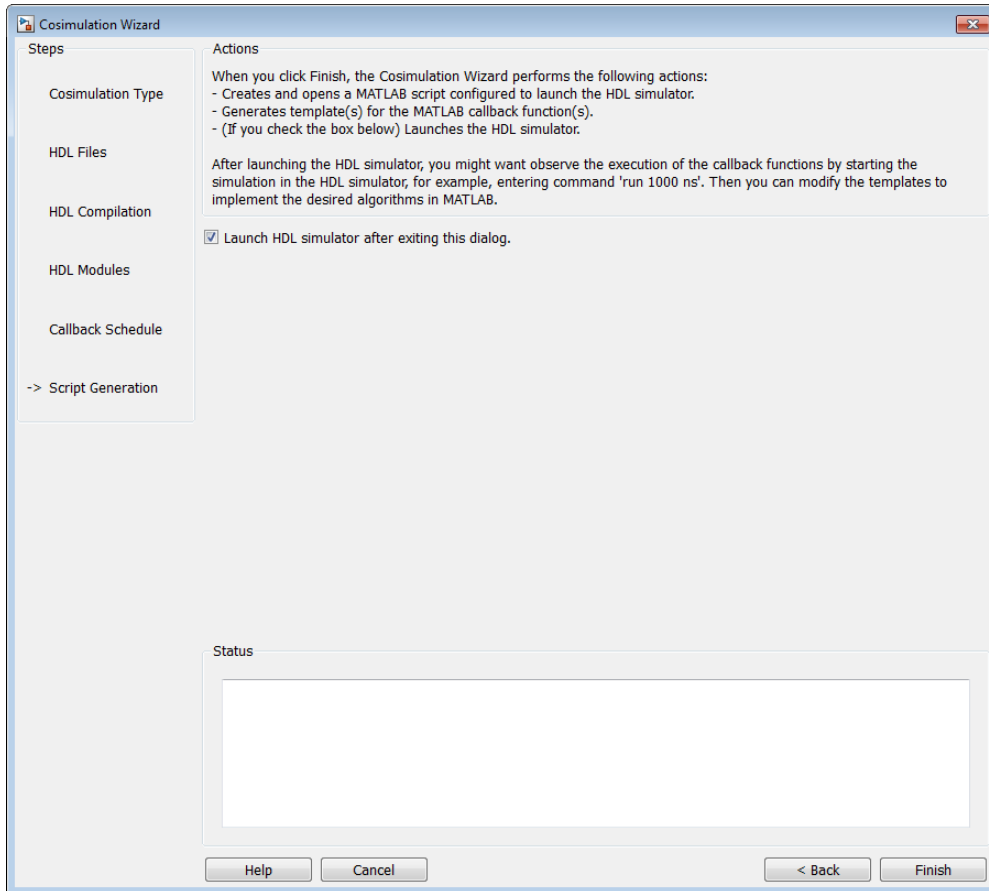 Cosimulation Wizard
Steps
Cosimulation Type
HDL Files
HDL Compilation
HDL Modules
Callback Schedule
-> Script Generation
Actions
When you click Finish, the Cosimulation Wizard performs the following actions:
- Creates and opens a MATLAB script configured to launch the HDL simulator.
- Generates template(s) for the MATLAB callback function(s).
- (If you check the box below) Launches the HDL simulator.
After launching the HDL simulator, you might want observe the execution of the callback functions by starting the
simulation in the HDL simulator, for example, entering command 'run 1000 ns'. Then you can modify the templates to
implement the desired algorithms in MATLAB.
Launch HDL simulator after exiting this dialog.
Status
Help
Cancel
< Back
Finish